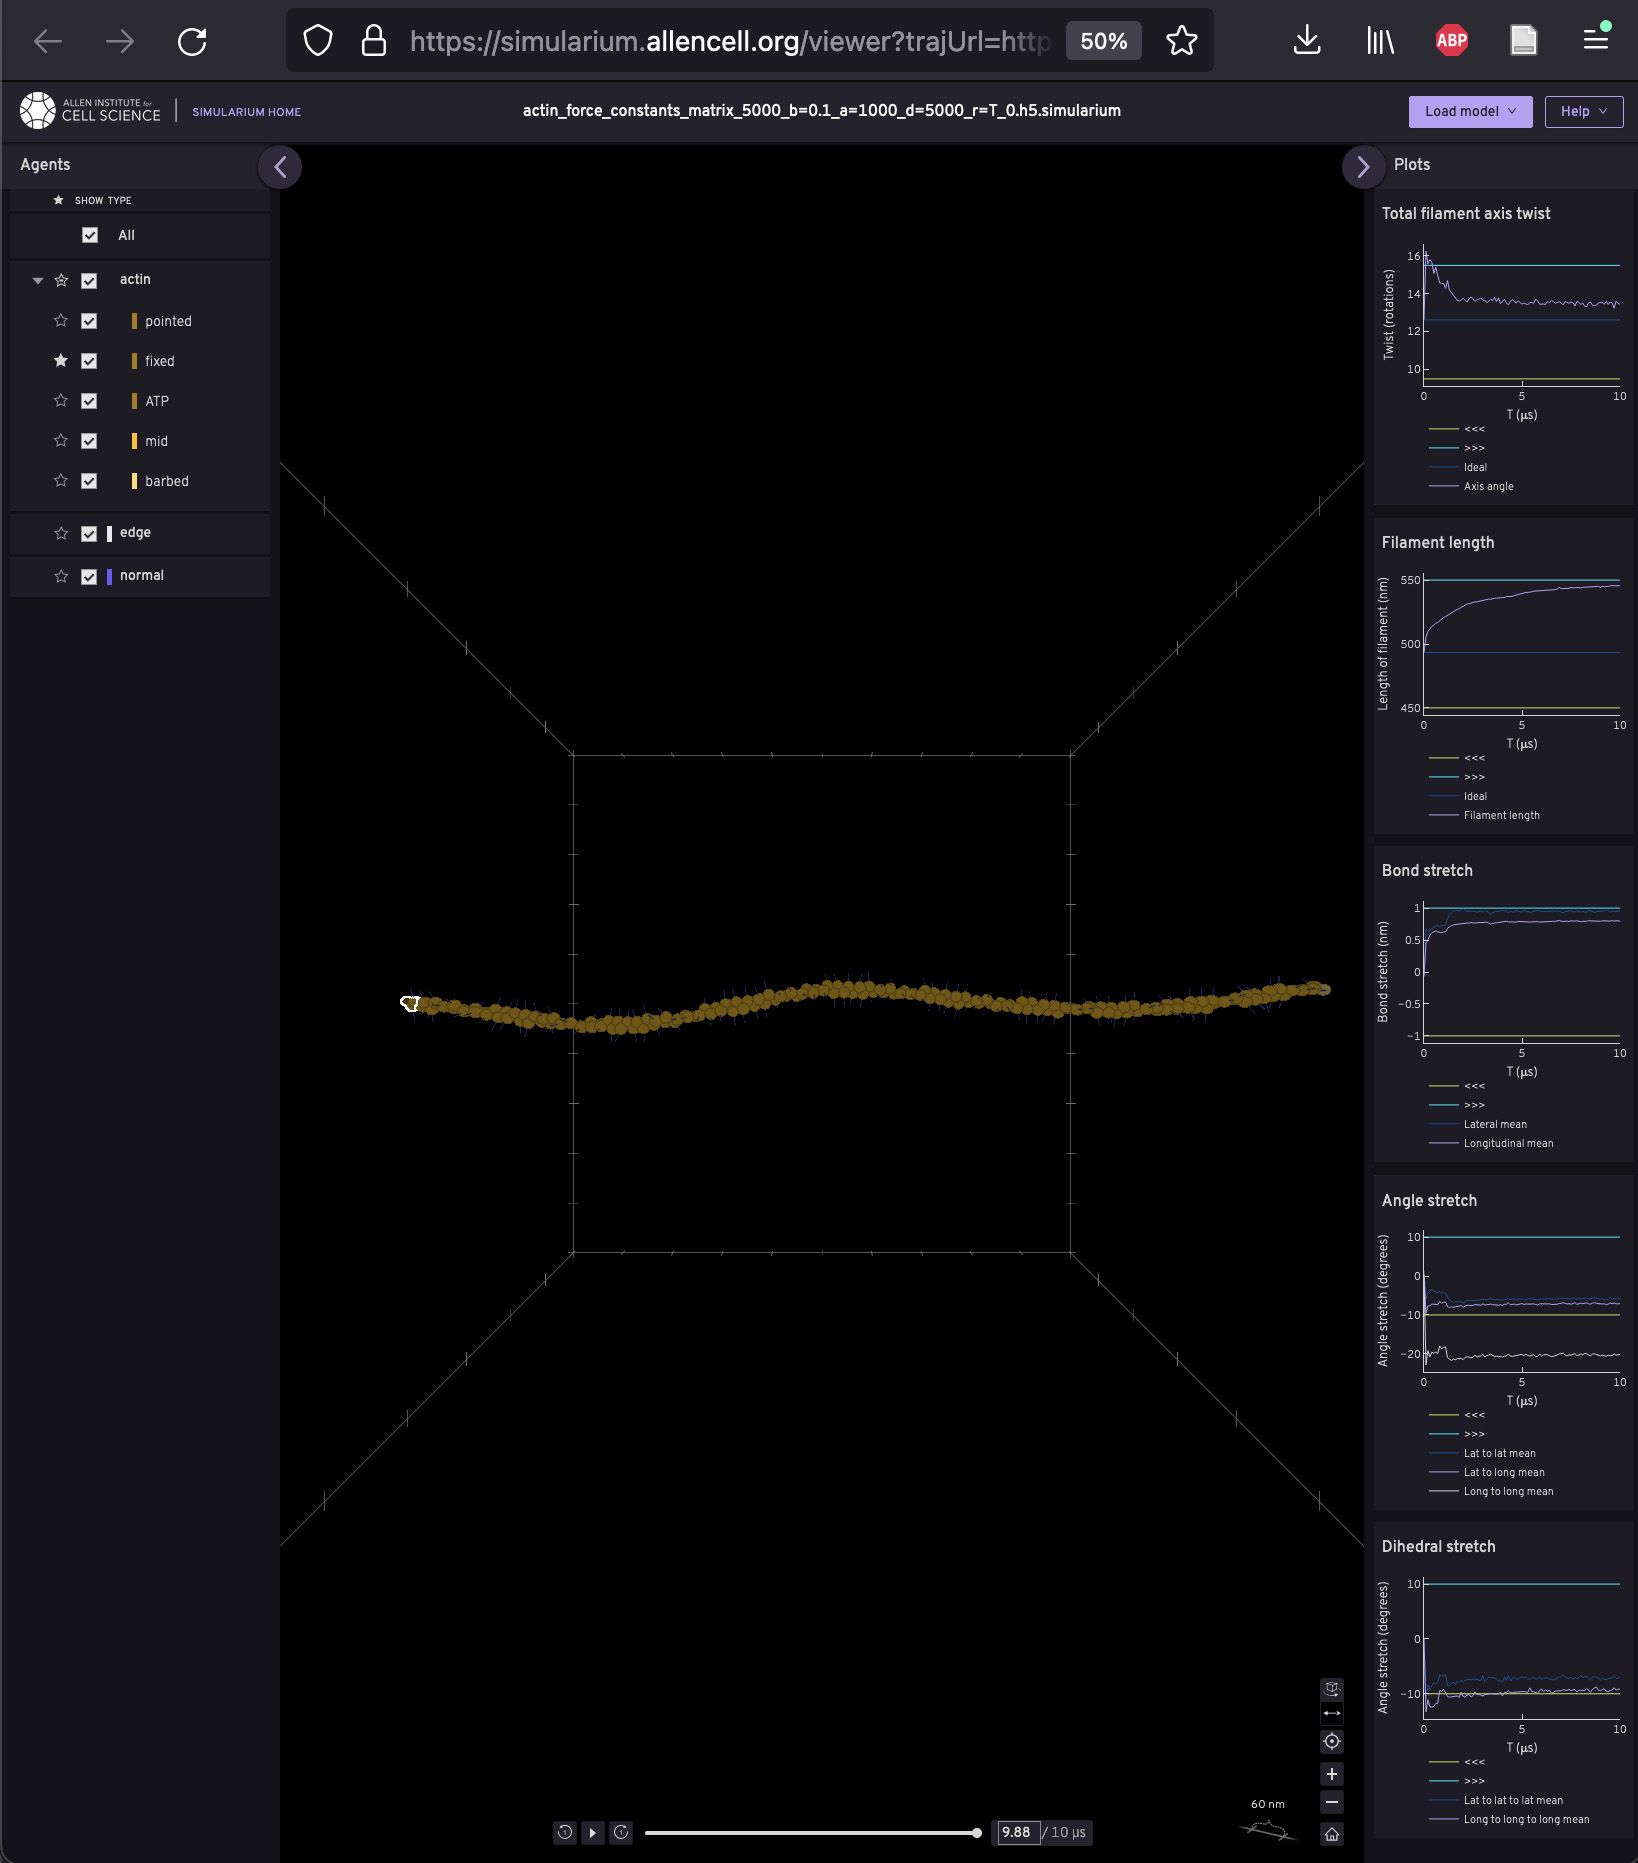 https://simularium.allencell.org/viewer?trajUrl=http
50%
ABP
ALLEN INSTITUTE for
CELL SCIENCE
SIMULARIUM HOME
actin_force_constants_matrix_5000_b=0.1_a=1000_d=5000_r=T_0.h5.simularium
Load model
Help
Agents
SHOW TYPE
All
actin
pointed
fixed
ATP
mid
barbed
edge
normal
60 nm
1
1
9.88 / 10 µs
Plots
Total filament axis twist
Twist (rotations)
16
14
12
10
0 5 10
T (µs)
<<<
>>>
Ideal
Axis angle
Filament length
Length of filament (nm)
550
500
450
0 5 10
T (µs)
<<<
>>>
Ideal
Filament length
Bond stretch
Bond stretch (nm)
1
0.5
0
−0.5
−1
0 5 10
T (µs)
<<<
>>>
Lateral mean
Longitudinal mean
Angle stretch
Angle stretch (degrees)
10
0
−10
−20
0 5 10
T (µs)
<<<
>>>
Lat to lat mean
Lat to long mean
Long to long mean
Dihedral stretch
Angle stretch (degrees)
10
0
−10
0 5 10
T (µs)
<<<
>>>
Lat to lat to lat mean
Long to long to long mean